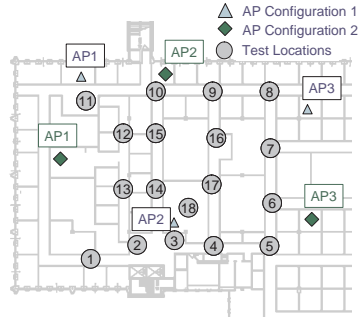 AP Configuration 1
AP Configuration 2
Test Locations
AP1
AP2
AP3
10
9
8
11
12
15
16
7
AP1
13
14
17
6
AP2
18
AP3
3
2
4
5
1